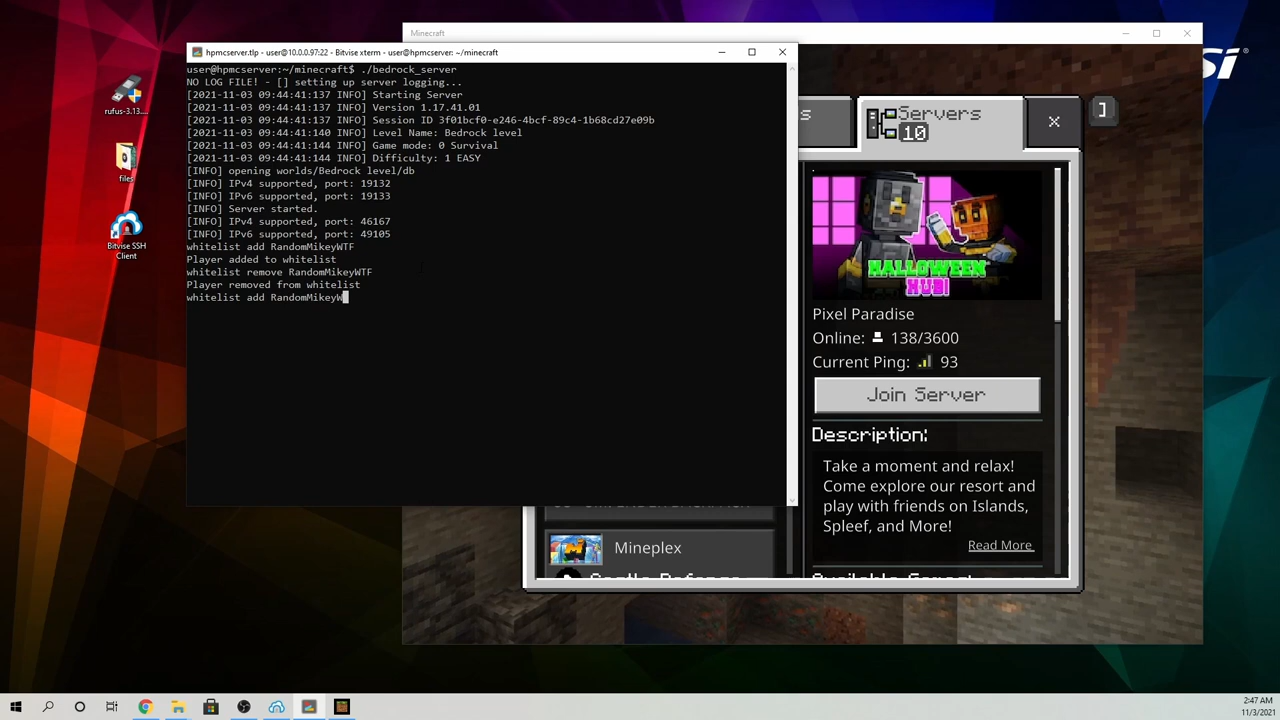 Minecraft
hpmcserver.tlp - user@10.0.0.97:22 - Bitvise xterm - user@hpmcserver: ~/minecraft
user@hpmcserver:~/minecraft$ ./bedrock_server
NO LOG FILE! - [] setting up server logging...
[2021-11-03 09:44:41:137 INFO] Starting Server
[2021-11-03 09:44:41:137 INFO] Version 1.17.41.01
[2021-11-03 09:44:41:137 INFO] Session ID 3f01bcf0-e246-4bcf-89c4-1b68cd27e09b
[2021-11-03 09:44:41:140 INFO] Level Name: Bedrock level
[2021-11-03 09:44:41:144 INFO] Game mode: 0 Survival
[2021-11-03 09:44:41:144 INFO] Difficulty: 1 EASY
[INFO] opening worlds/Bedrock level/db
[INFO] IPv4 supported, port: 19132
[INFO] IPv6 supported, port: 19133
[INFO] Server started.
[INFO] IPv4 supported, port: 46167
[INFO] IPv6 supported, port: 49105
whitelist add RandomMikeyWTF
Player added to whitelist
whitelist remove RandomMikeyWTF
Player removed from whitelist
whitelist add RandomMikeyW
rufus-3.13....
files
Bitvise SSH
Client
s
Servers
10
]
HALLOWEEN
HUB!
Pixel Paradise
Online: 138/3600
Current Ping: 93
Join Server
Description:
Take a moment and relax!
Come explore our resort and
play with friends on Islands,
Spleef, and More!
Read More
Mineplex
2:47 AM
11/3/2021